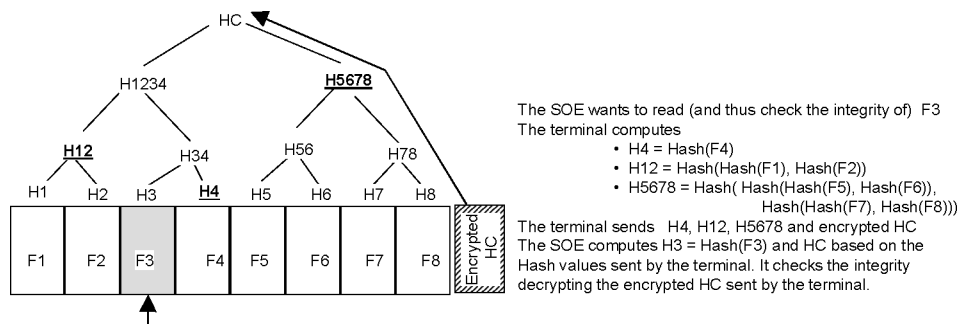 HC
H1234
H5678
H12
H34
H56
H78
H1
H2
H3
H4
H5
H6
H7
H8
F1
F2
F3
F4
F5
F6
F7
F8
Encrypted
HC
The SOE wants to read (and thus check the integrity of) F3
The terminal computes
• H4 = Hash(F4)
• H12 = Hash(Hash(F1), Hash(F2))
• H5678 = Hash( Hash(Hash(F5), Hash(F6)),
Hash(Hash(F7), Hash(F8)))
The terminal sends H4, H12, H5678 and encrypted HC
The SOE computes H3 = Hash(F3) and HC based on the
Hash values sent by the terminal. It checks the integrity
decrypting the encrypted HC sent by the terminal.